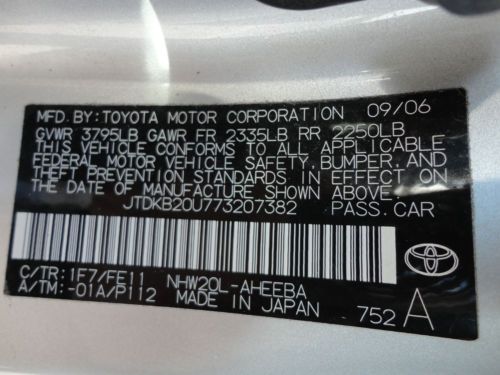 MFD. BY: TOYOTA MOTOR CORPORATION 09/06
GVWR 3795LB GAWR FR 2335LB RR 2250LB
THIS VEHICLE CONFORMS TO ALL APPLICABLE
FEDERAL MOTOR VEHICLE SAFETY, BUMPER, AND
THEFT PREVENTION STANDARDS IN EFFECT ON
THE DATE OF MANUFACTURE SHOWN ABOVE.
JTDKB20U773207382 PASS. CAR
C/TR: 1F7/FE11 NHW20L-AHEEBA
A/TM: -01A/P112 MADE IN JAPAN 752 A